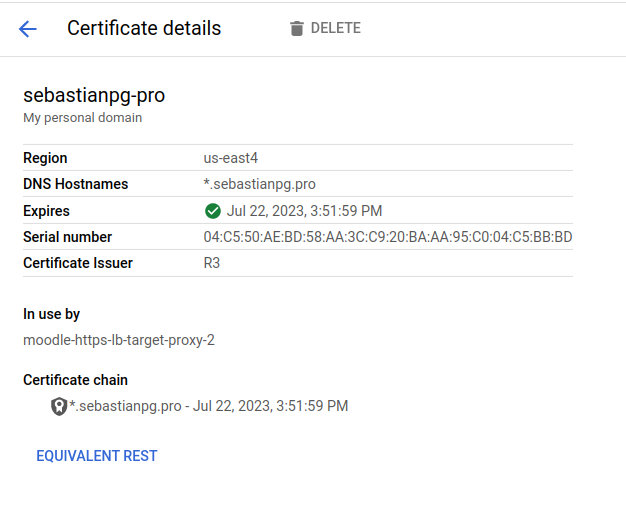 Certificate details DELETE
sebastianpg-pro
My personal domain
Region us-east4
DNS Hostnames *.sebastianpg.pro
Expires Jul 22, 2023, 3:51:59 PM
Serial number 04:C5:50:AE:BD:58:AA:3C:C9:20:BA:AA:95:C0:04:C5:BB:BD
Certificate Issuer R3
In use by
moodle-https-lb-target-proxy-2
Certificate chain
*.sebastianpg.pro - Jul 22, 2023, 3:51:59 PM
EQUIVALENT REST